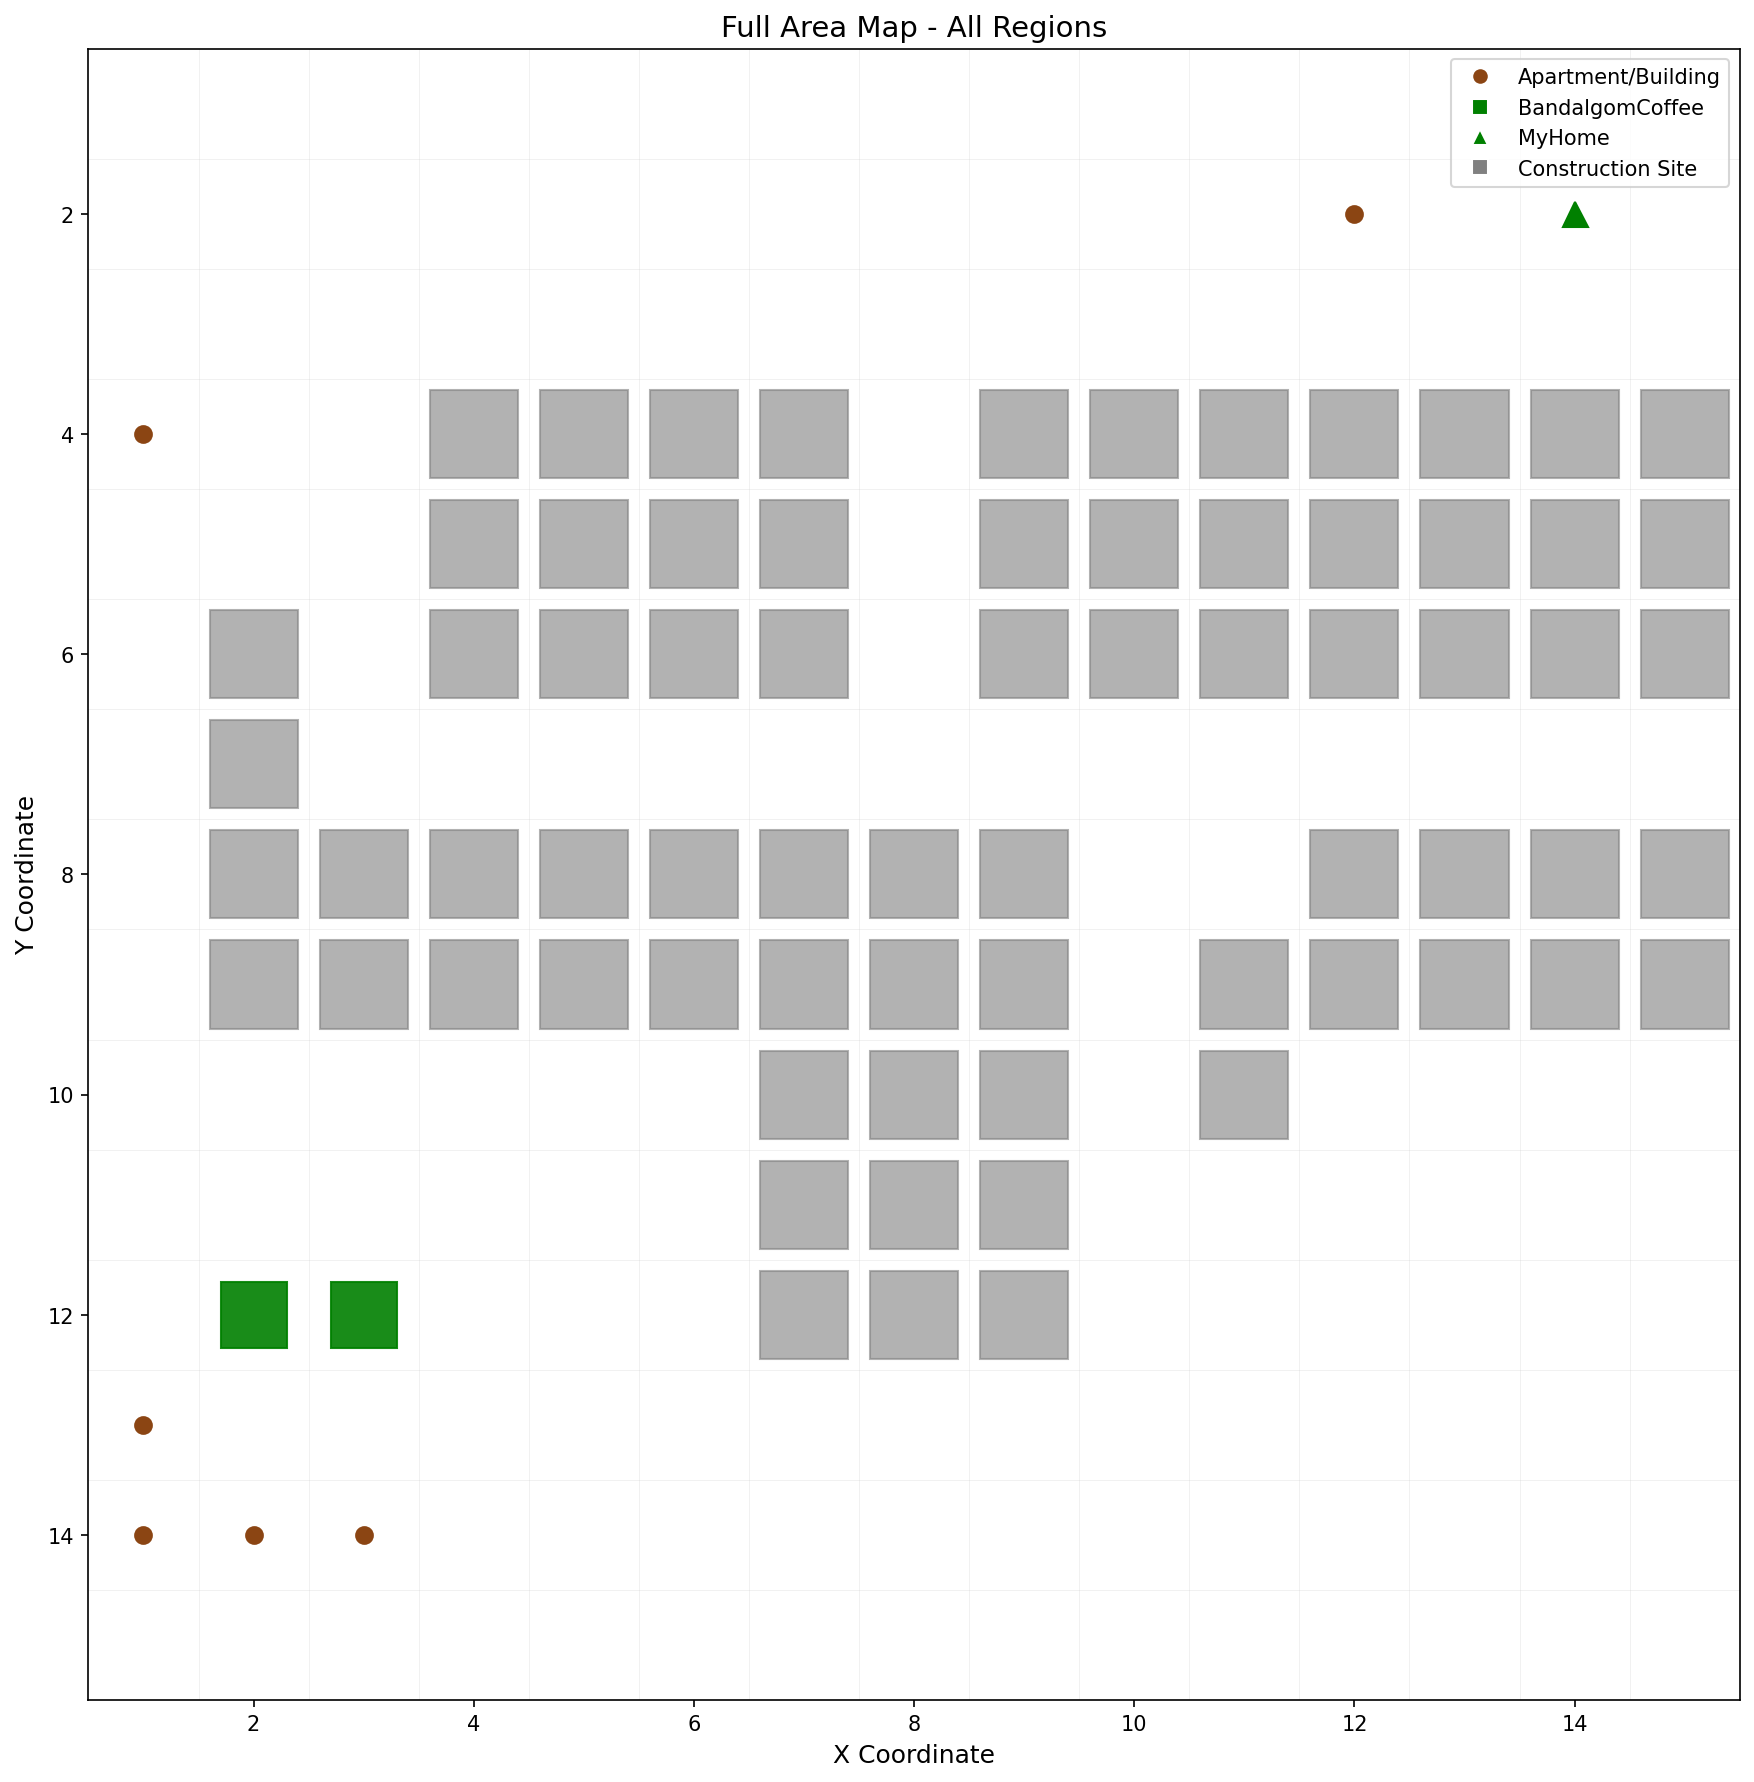 Full Area Map - All Regions
Apartment/Building
BandalgomCoffee
MyHome
Construction Site
2
4
6
8
10
12
14
Y Coordinate
2 4 6 8 10 12 14
X Coordinate